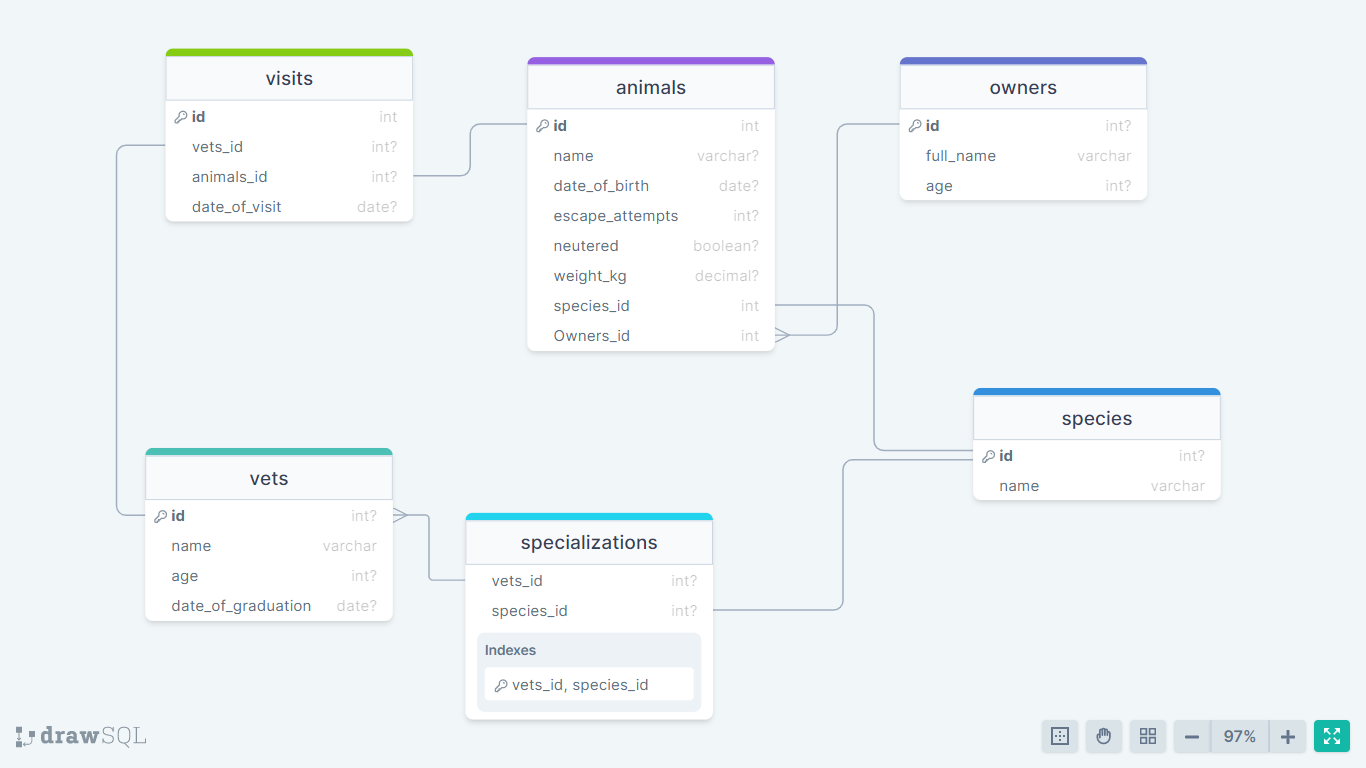 visits
id int
vets_id int?
animals_id int?
date_of_visit date?
animals
id int
name varchar?
date_of_birth date?
escape_attempts int?
neutered boolean?
weight_kg decimal?
species_id int
Owners_id int
owners
id int?
full_name varchar
age int?
species
id int?
name varchar
vets
id int?
name varchar
age int?
date_of_graduation date?
specializations
vets_id int?
species_id int?
Indexes
vets_id, species_id
drawSQL
97%